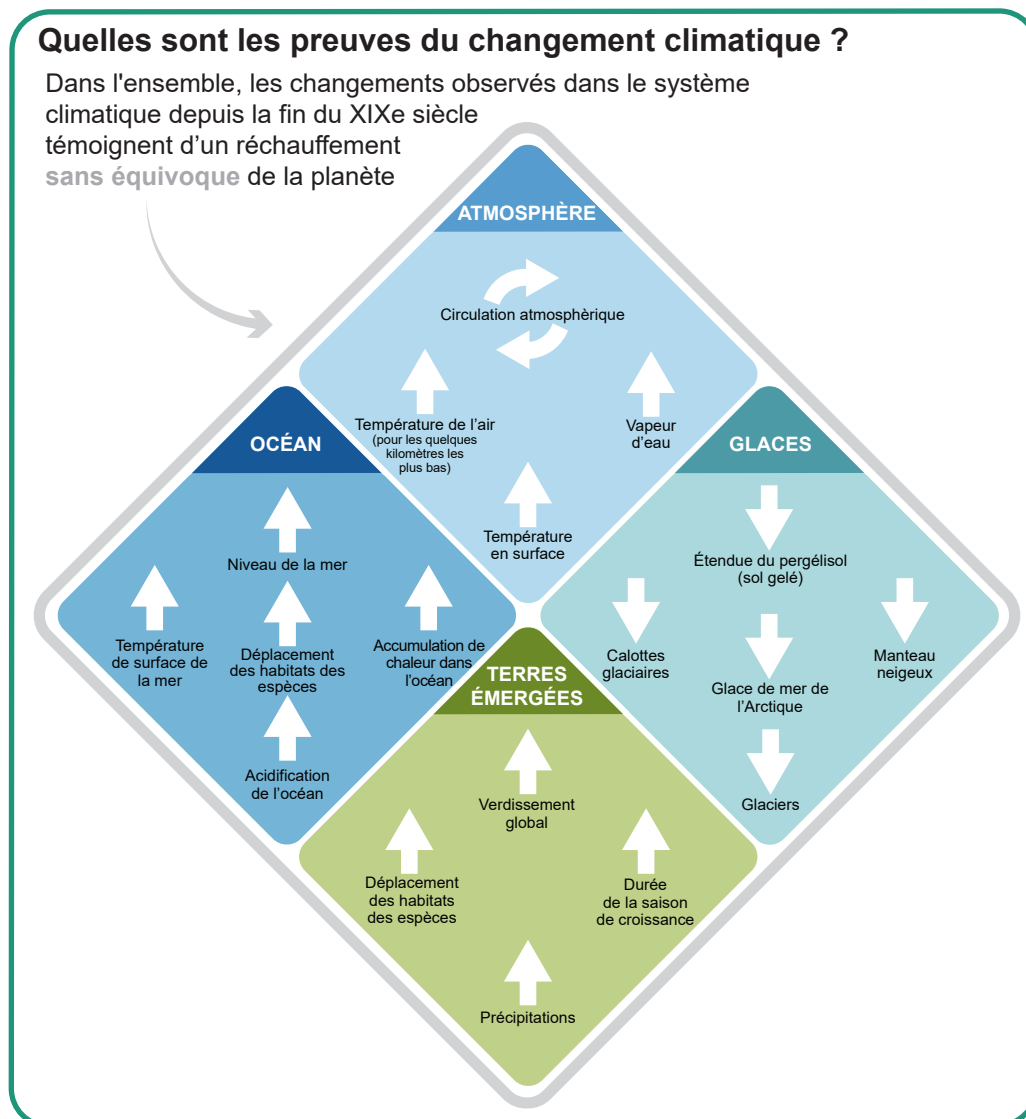 Quelles sont les preuves du changement climatique ?
Dans l'ensemble, les changements observés dans le système
climatique depuis la fin du XIXe siècle
témoignent d'un réchauffement
sans équivoque de la planète
ATMOSPHÈRE
Circulation atmosphèrique
Température de l'air
(pour les quelques
kilomètres les
plus bas)
Vapeur
d'eau
Température
en surface
OCÉAN
Niveau de la mer
Température
de surface de
la mer
Déplacement
des habitats des
espèces
Accumulation de
chaleur dans
l'océan
Acidification
de l'océan
GLACES
Étendue du pergélisol
(sol gelé)
Calottes
glaciaires
Glace de mer de
l'Arctique
Manteau
neigeux
Glaciers
TERRES
ÉMERGÉES
Verdissement
global
Déplacement
des habitats
des espèces
Durée
de la saison
de croissance
Précipitations